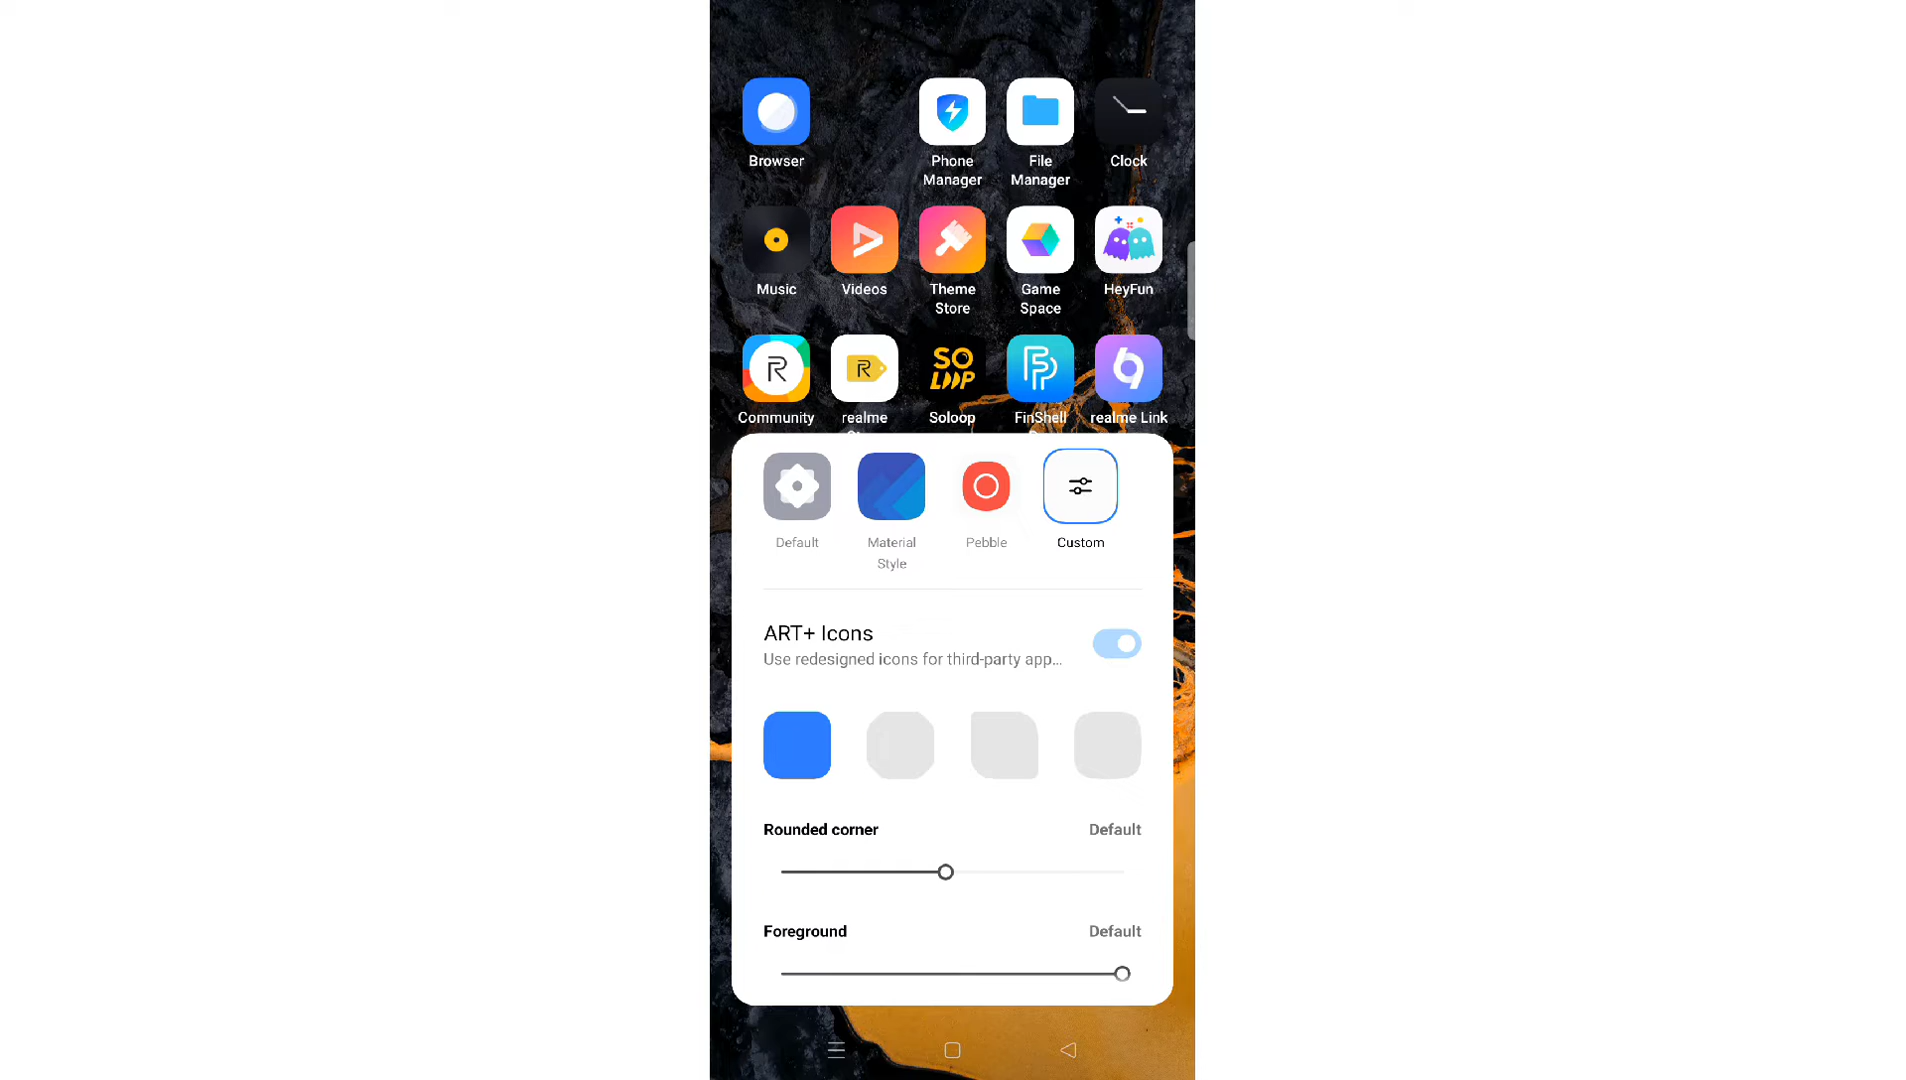 Browser
Phone
Manager
File
Manager
Clock
Music
Videos
Theme
Store
Game
Space
HeyFun
Community
realme
Soloop
FinShell
realme Link
R
R
SO
LOOP
Default
Material
Style
Pebble
Custom
ART+ Icons
Use redesigned icons for third-party app...
Rounded corner Default
Foreground Default